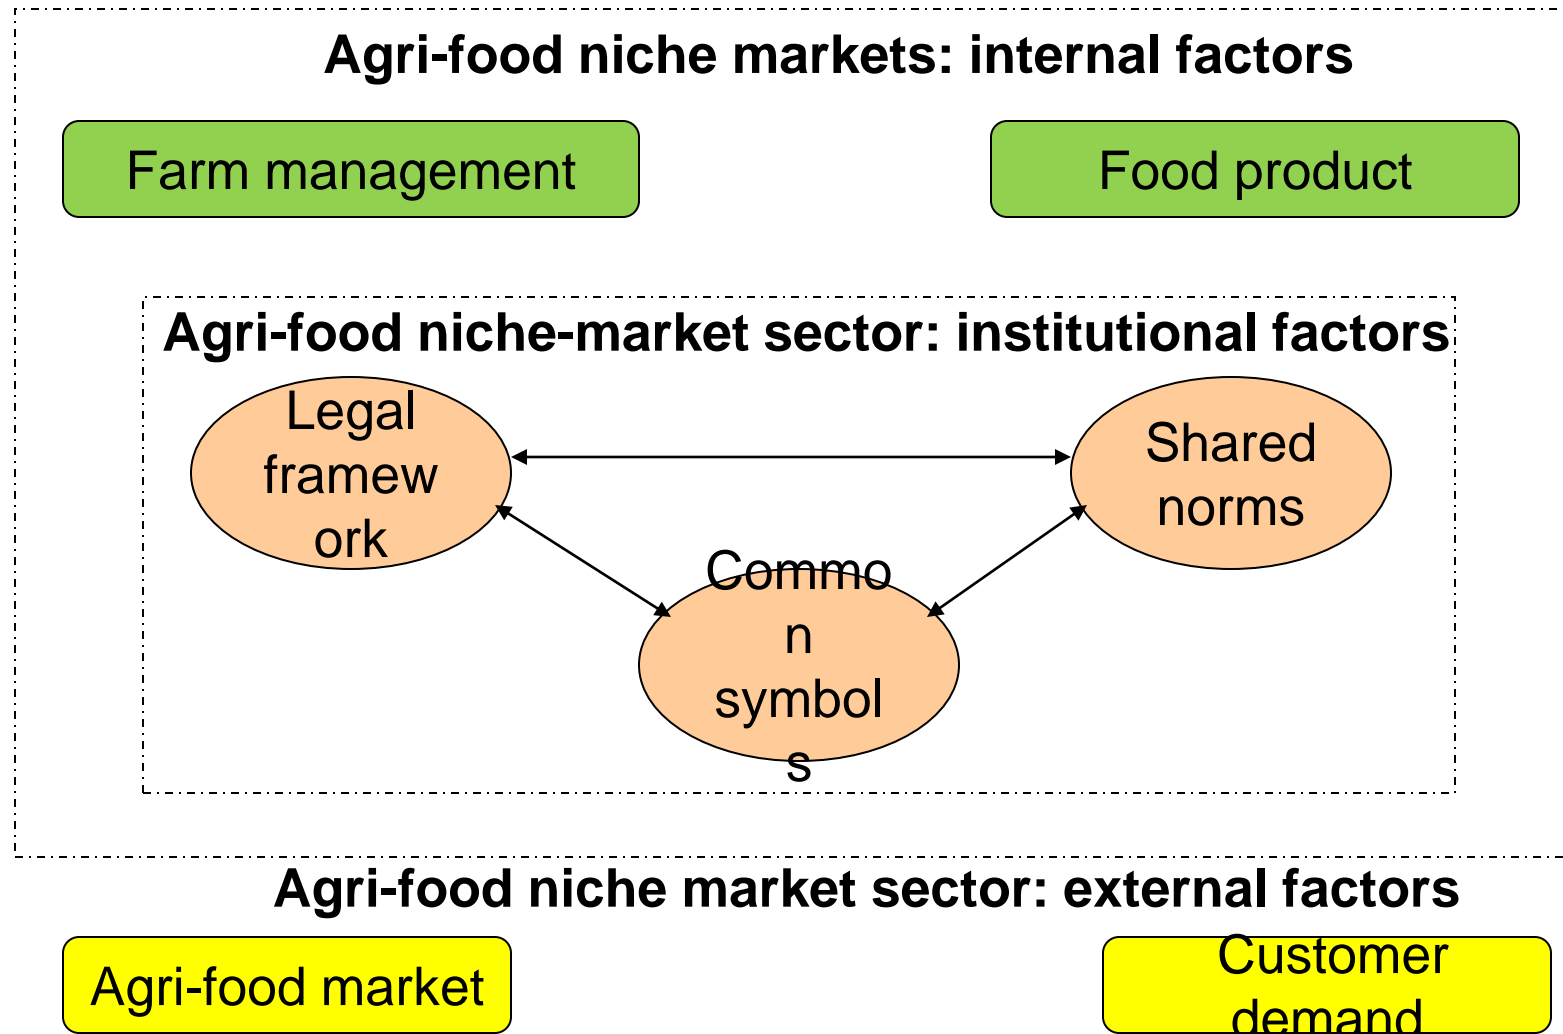 Agri-food niche markets: internal factors
Farm management
Food product
Agri-food niche-market sector: institutional factors
Legal
framew
ork
Shared
norms
Commo
n
symbol
s
Agri-food niche market sector: external factors
Agri-food market
Customer
demand